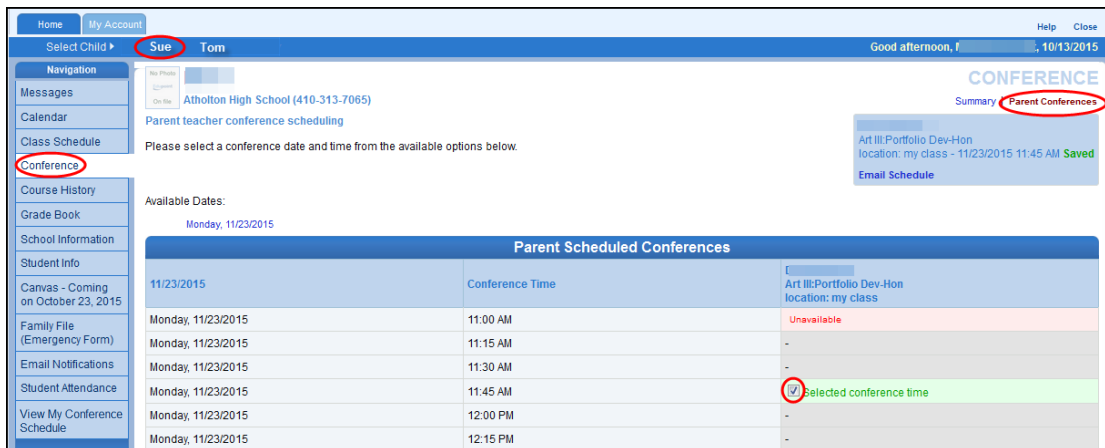 Home My Account Help Close
Select Child Sue Tom Good afternoon, , 10/13/2015
Navigation
Messages
Calendar
Class Schedule
Conference
Course History
Grade Book
School Information
Student Info
Canvas - Coming
on October 23, 2015
Family File
(Emergency Form)
Email Notifications
Student Attendance
View My Conference
Schedule
No Photo
On file
Atholton High School (410-313-7065)
CONFERENCE
Summary | Parent Conferences
Parent teacher conference scheduling
Please select a conference date and time from the available options below.
Art III:Portfolio Dev-Hon
location: my class - 11/23/2015 11:45 AM Saved
Email Schedule
Available Dates:
Monday, 11/23/2015
Parent Scheduled Conferences
11/23/2015 Conference Time
Art III:Portfolio Dev-Hon
location: my class
Monday, 11/23/2015 11:00 AM Unavailable
Monday, 11/23/2015 11:15 AM -
Monday, 11/23/2015 11:30 AM -
Monday, 11/23/2015 11:45 AM Selected conference time
Monday, 11/23/2015 12:00 PM -
Monday, 11/23/2015 12:15 PM -